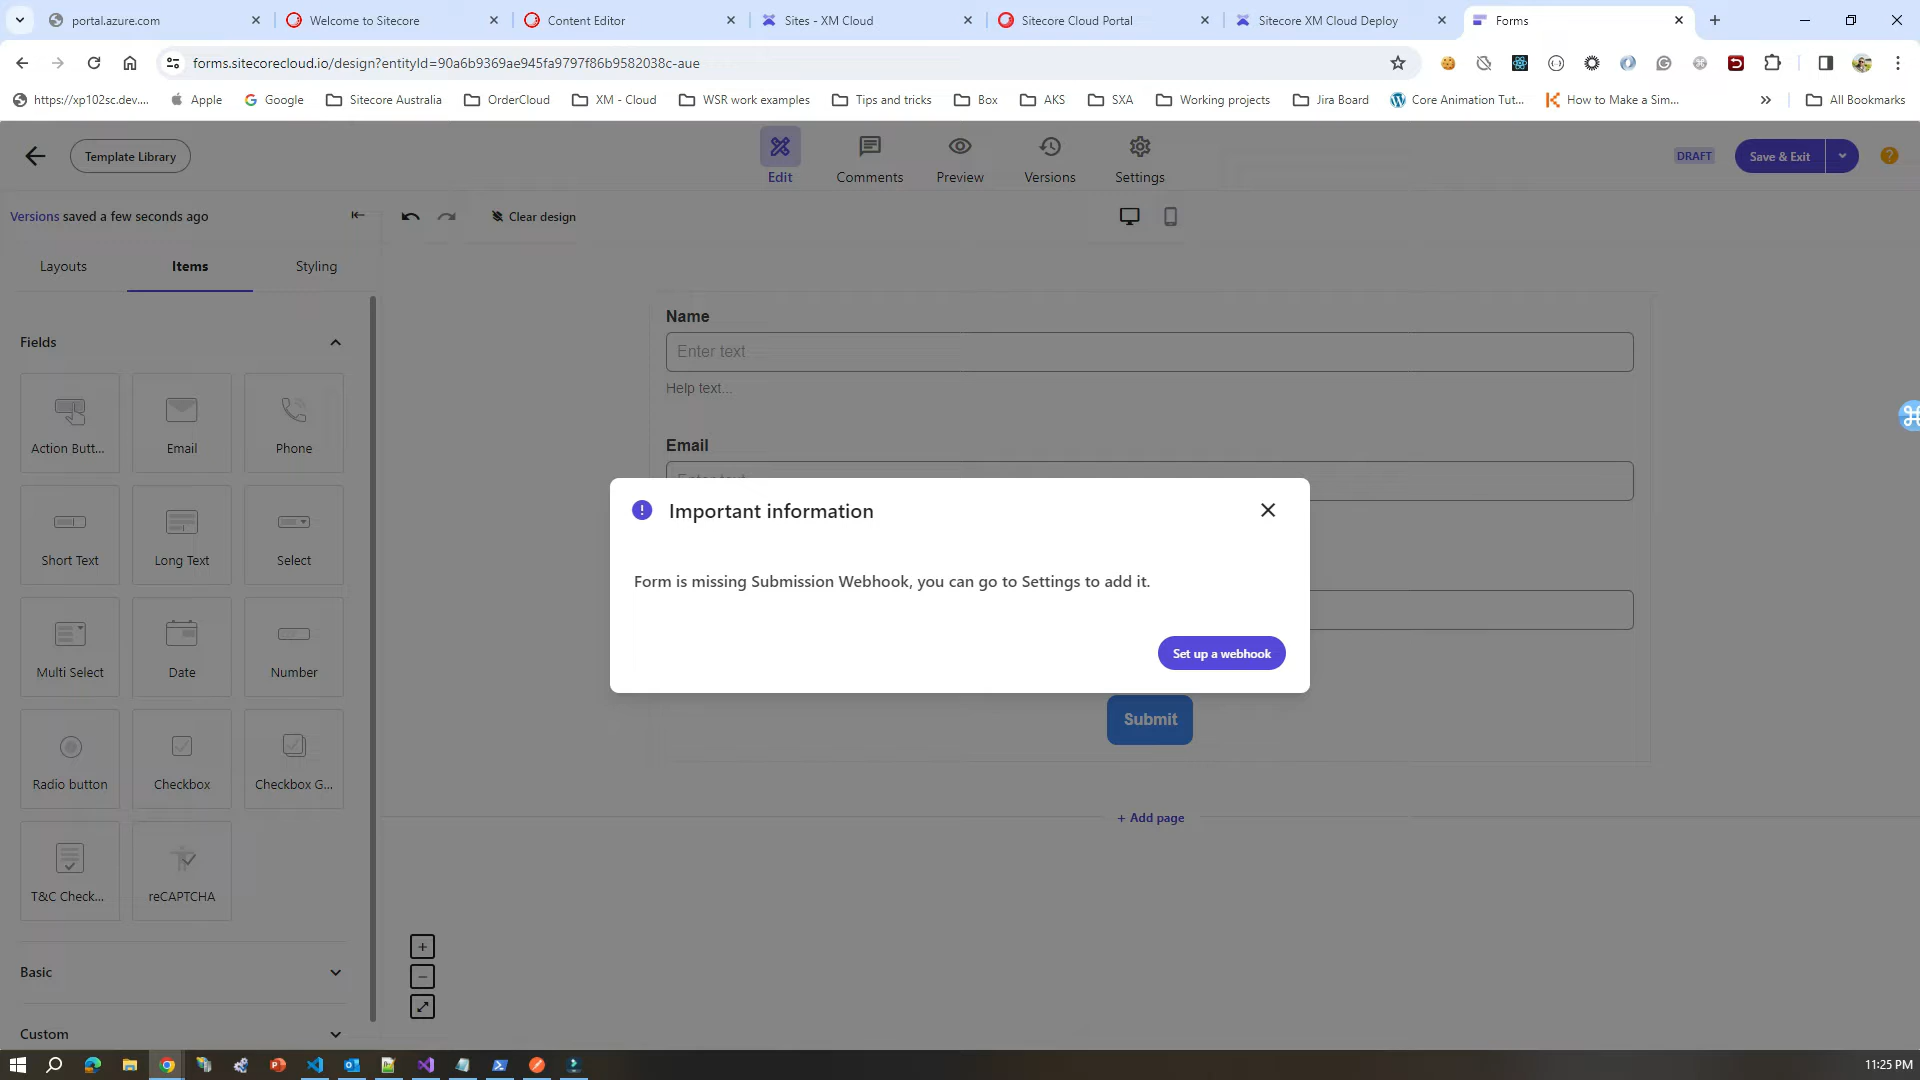 portal.azure.com
Welcome to Sitecore
Content Editor
Sites - XM Cloud
Sitecore Cloud Portal
Sitecore XM Cloud Deploy
Forms
forms.sitecorecloud.io/design?entityId=90a6b9369ae945fa9797f86b9582038c-aue
https://xp102sc.dev....
Apple
Google
Sitecore Australia
OrderCloud
XM - Cloud
WSR work examples
Tips and tricks
Box
AKS
SXA
Working projects
Jira Board
Core Animation Tut...
How to Make a Sim...
All Bookmarks
Template Library
Edit
Comments
Preview
Versions
Settings
DRAFT
Save & Exit
Versions saved a few seconds ago
Clear design
Layouts
Items
Styling
Fields
Action Butt...
Email
Phone
Short Text
Long Text
Select
Multi Select
Date
Number
Radio button
Checkbox
Checkbox G...
T&C Check...
reCAPTCHA
Basic
Custom
Name
Enter text
Help text...
Email
Important information
Form is missing Submission Webhook, you can go to Settings to add it.
Set up a webhook
Submit
+ Add page
11:25 PM